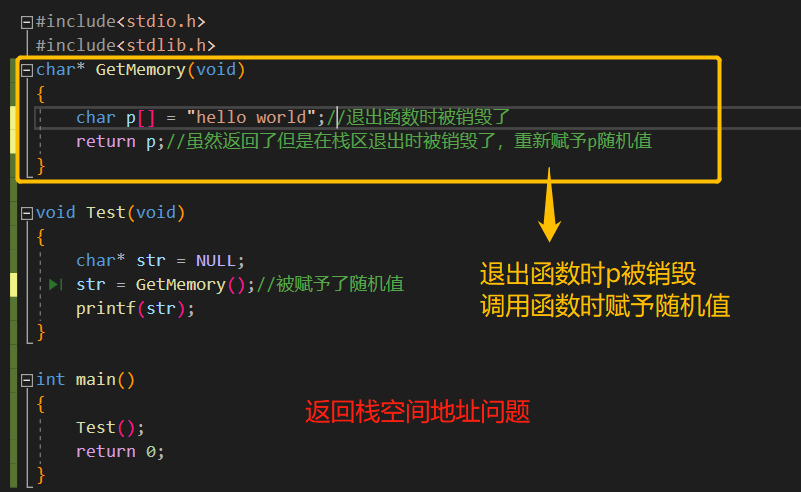 #include<stdio.h>
#include<stdlib.h>
char* GetMemory(void)
{
char p[] = "hello world";//退出函数时被销毁了
return p;//虽然返回了但是在栈区退出时被销毁了，重新赋予p随机值
}
void Test(void)
{
char* str = NULL;
str = GetMemory();//被赋予了随机值
printf(str);
}
退出函数时p被销毁
调用函数时赋予随机值
int main()
{
Test();
return 0;
}
返回栈空间地址问题